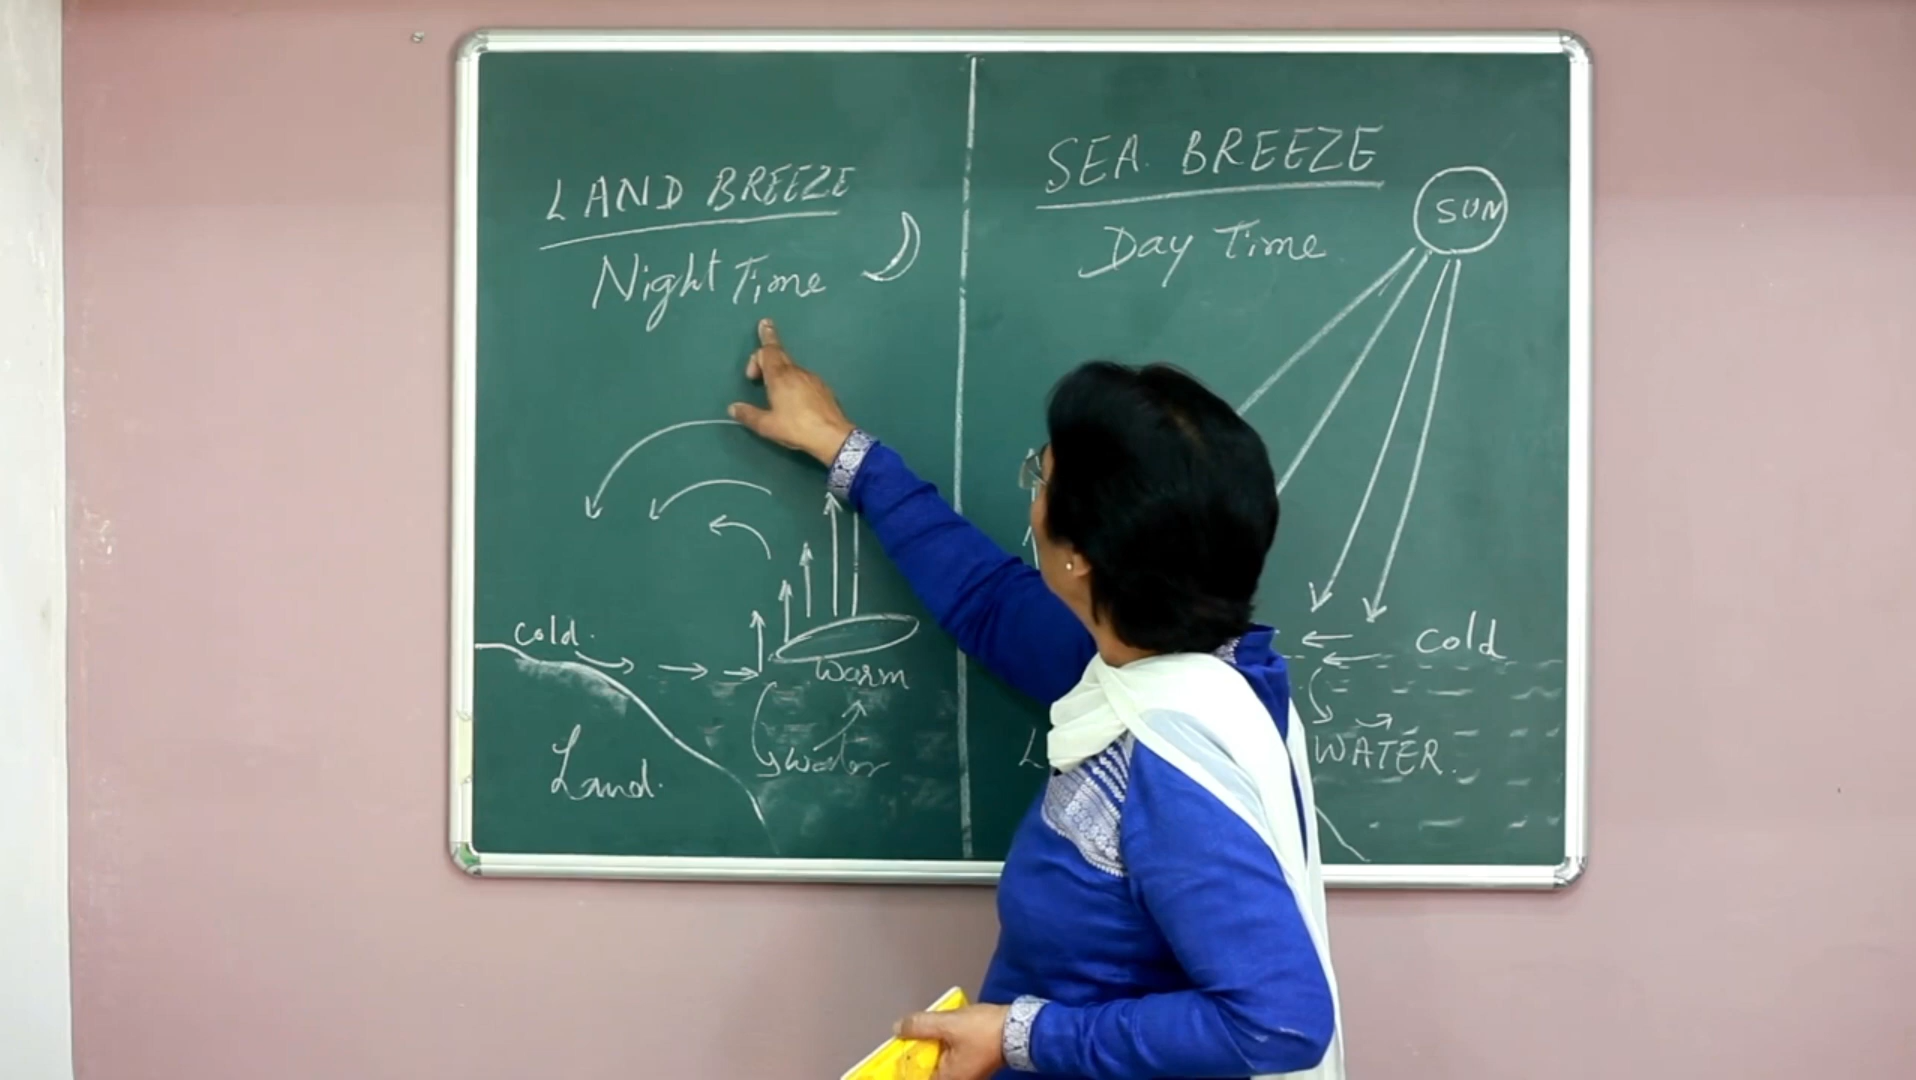 LAND BREEZE
Night Time
cold.
warm
water
Land.
SEA BREEZE
Day Time
SUN
cold
L
WATER.